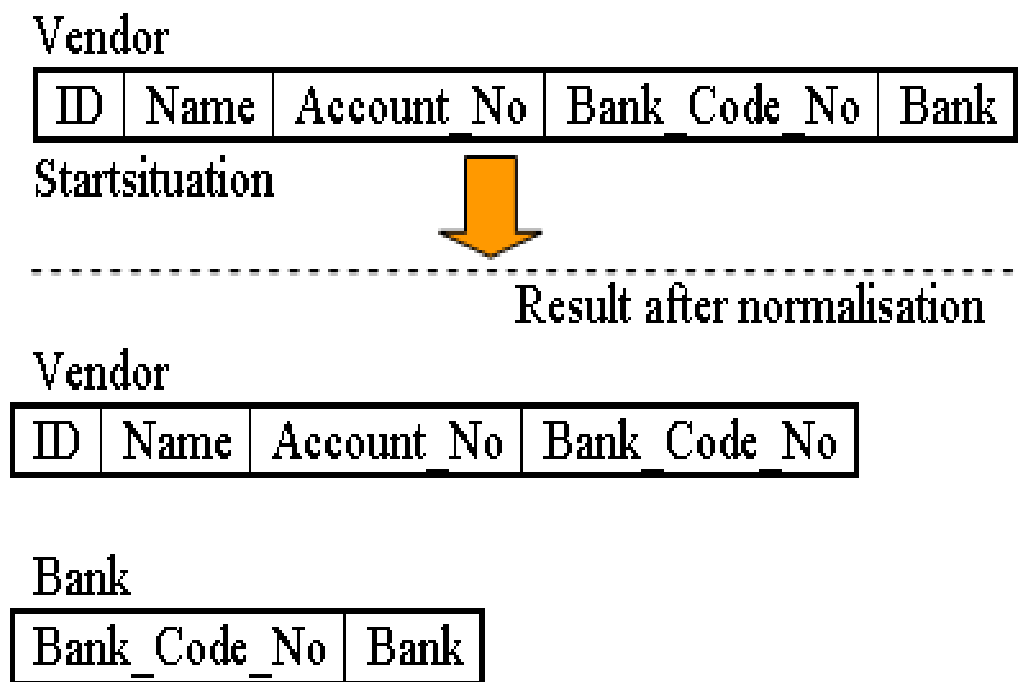 Vendor
ID Name Account_No Bank_Code_No Bank
Startsituation
Result after normalisation
Vendor
ID Name Account_No Bank_Code_No
Bank
Bank_Code_No Bank